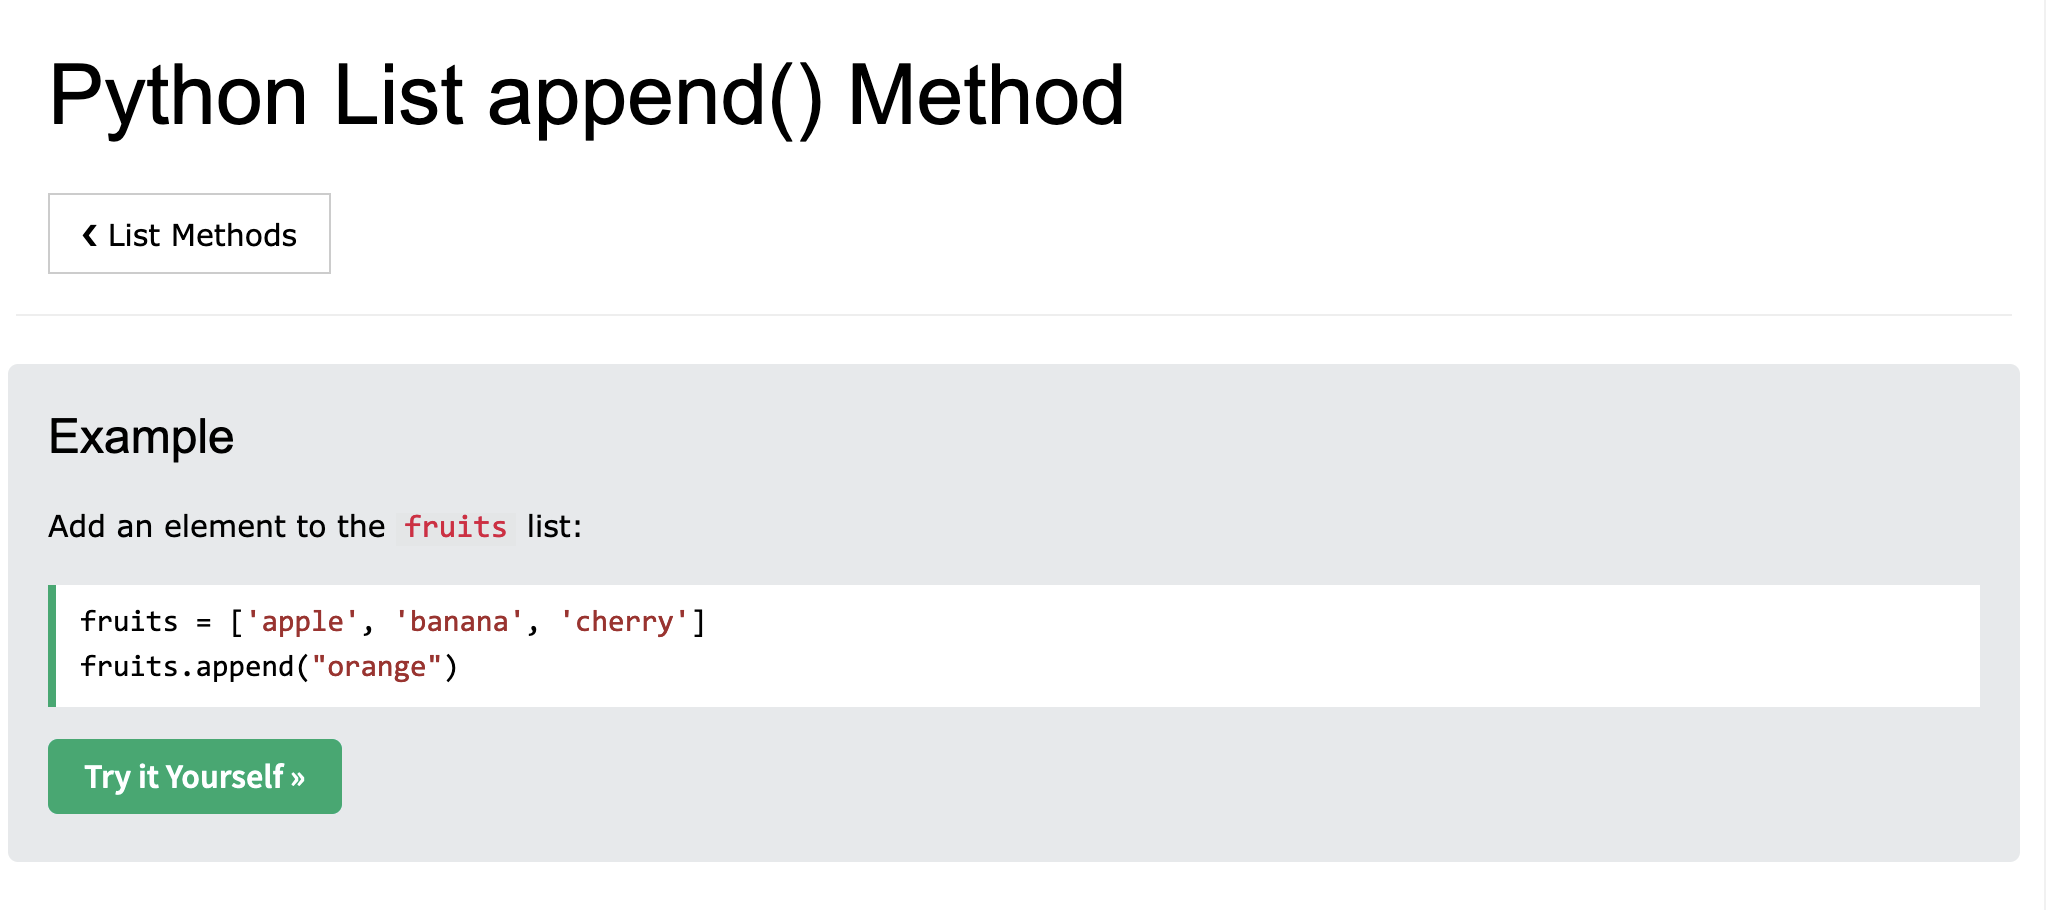 Python List append() Method
❮ List Methods
Example
Add an element to the fruits list:
fruits = ['apple', 'banana', 'cherry']
fruits.append("orange")
Try it Yourself »